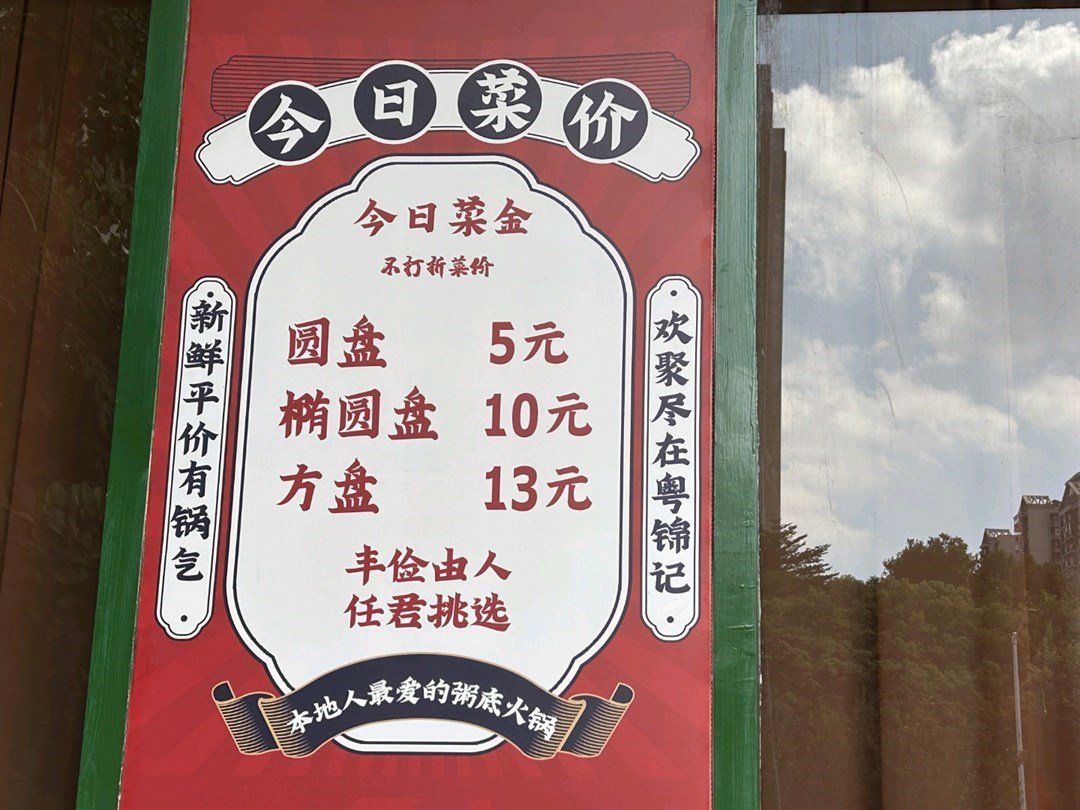 今日菜价
今日菜金
不打折菜价
圆盘 5元
椭圆盘 10元
方盘 13元
丰俭由人
任君挑选
新鲜平价有锅气
欢聚尽在粤锦记
本地人最爱的粥底火锅